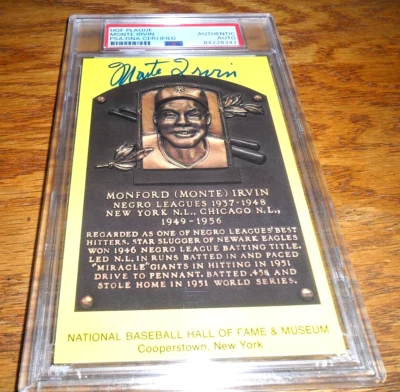 HOF PLAQUE
MONTE IRVIN
PSA/DNA CERTIFIED
AUTHENTIC
AUTO
84228347
Monte Irvin
MONFORD (MONTE) IRVIN
NEGRO LEAGUES 1937-1948
NEW YORK N.L., CHICAGO N.L.,
1949-1956
REGARDED AS ONE OF NEGRO LEAGUES' BEST
HITTERS. STAR SLUGGER OF NEWARK EAGLES
WON 1946 NEGRO LEAGUE BATTING TITLE.
LED N.L. IN RUNS BATTED IN AND PACED
"MIRACLE" GIANTS IN HITTING IN 1951
DRIVE TO PENNANT. BATTED .458 AND
STOLE HOME IN 1951 WORLD SERIES.
NATIONAL BASEBALL HALL OF FAME & MUSEUM
Cooperstown, New York